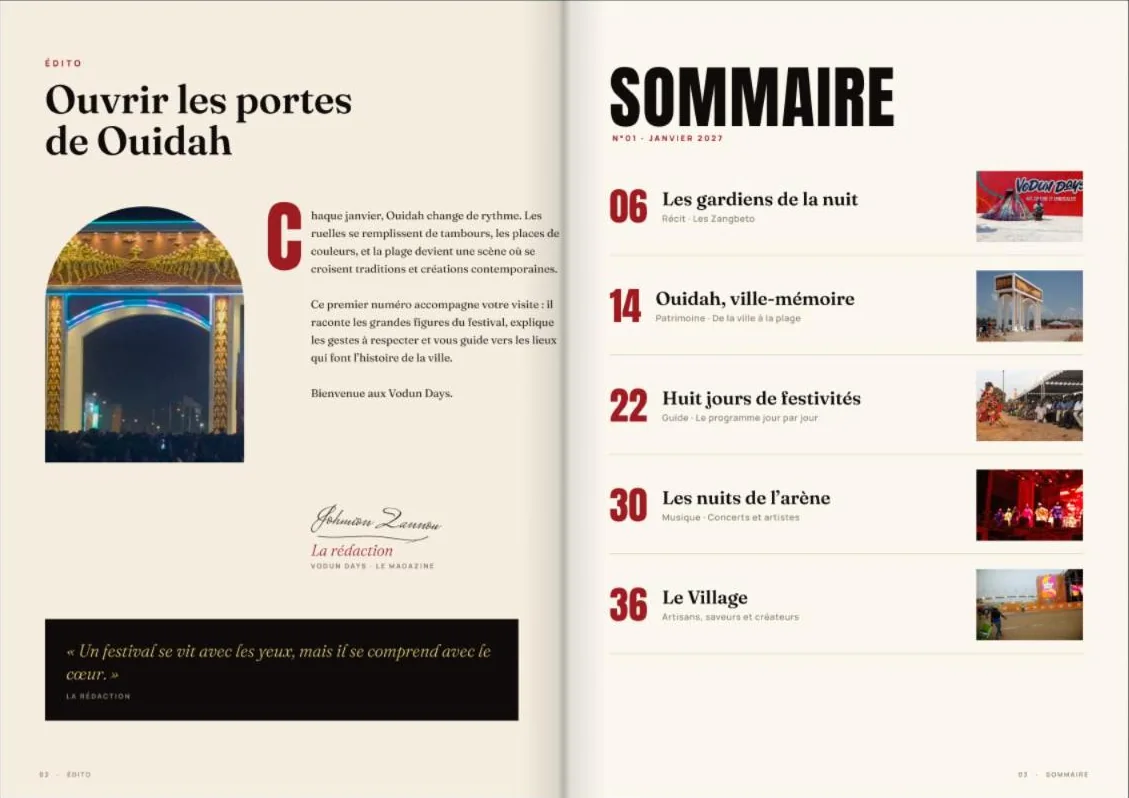 ÉDITO
Ouvrir les portes
de Ouidah
Chaque janvier, Ouidah change de rythme. Les
ruelles se remplissent de tambours, les places de
couleurs, et la plage devient une scène où se
croisent traditions et créations contemporaines.
Ce premier numéro accompagne votre visite : il
raconte les grandes figures du festival, explique
les gestes à respecter et vous guide vers les lieux
qui font l’histoire de la ville.
Bienvenue aux Vodun Days.
La rédaction
VODUN DAYS · LE MAGAZINE
« Un festival se vit avec les yeux, mais il se comprend avec le
cœur. »
LA RÉDACTION
02 · ÉDITO
SOMMAIRE
N°01 · JANVIER 2027
06
Les gardiens de la nuit
Récit · Les Zangbeto
VODUN DAYS
14
Ouidah, ville-mémoire
Patrimoine · De la ville à la plage
22
Huit jours de festivités
Guide · Le programme jour par jour
30
Les nuits de l’arène
Musique · Concerts et artistes
36
Le Village
Artisans, saveurs et créateurs
03 · SOMMAIRE